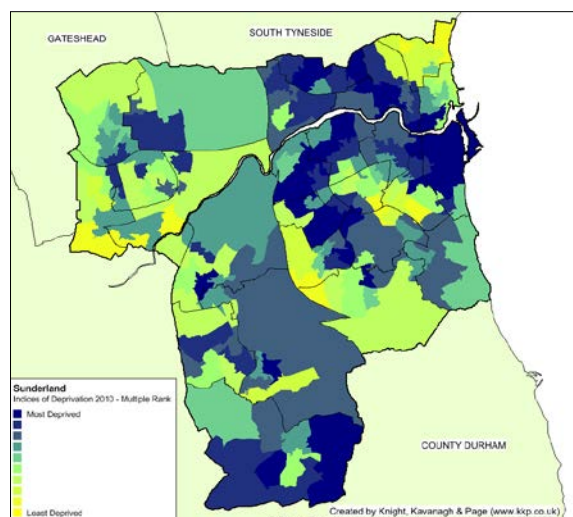 GATESHEAD
SOUTH TYNESIDE
Sunderland
Indices of Deprivation 2010 - Multiple Rank
Most Deprived
Least Deprived
COUNTY DURHAM
Created by Knight, Kavanagh & Page (www.kkp.co.uk)